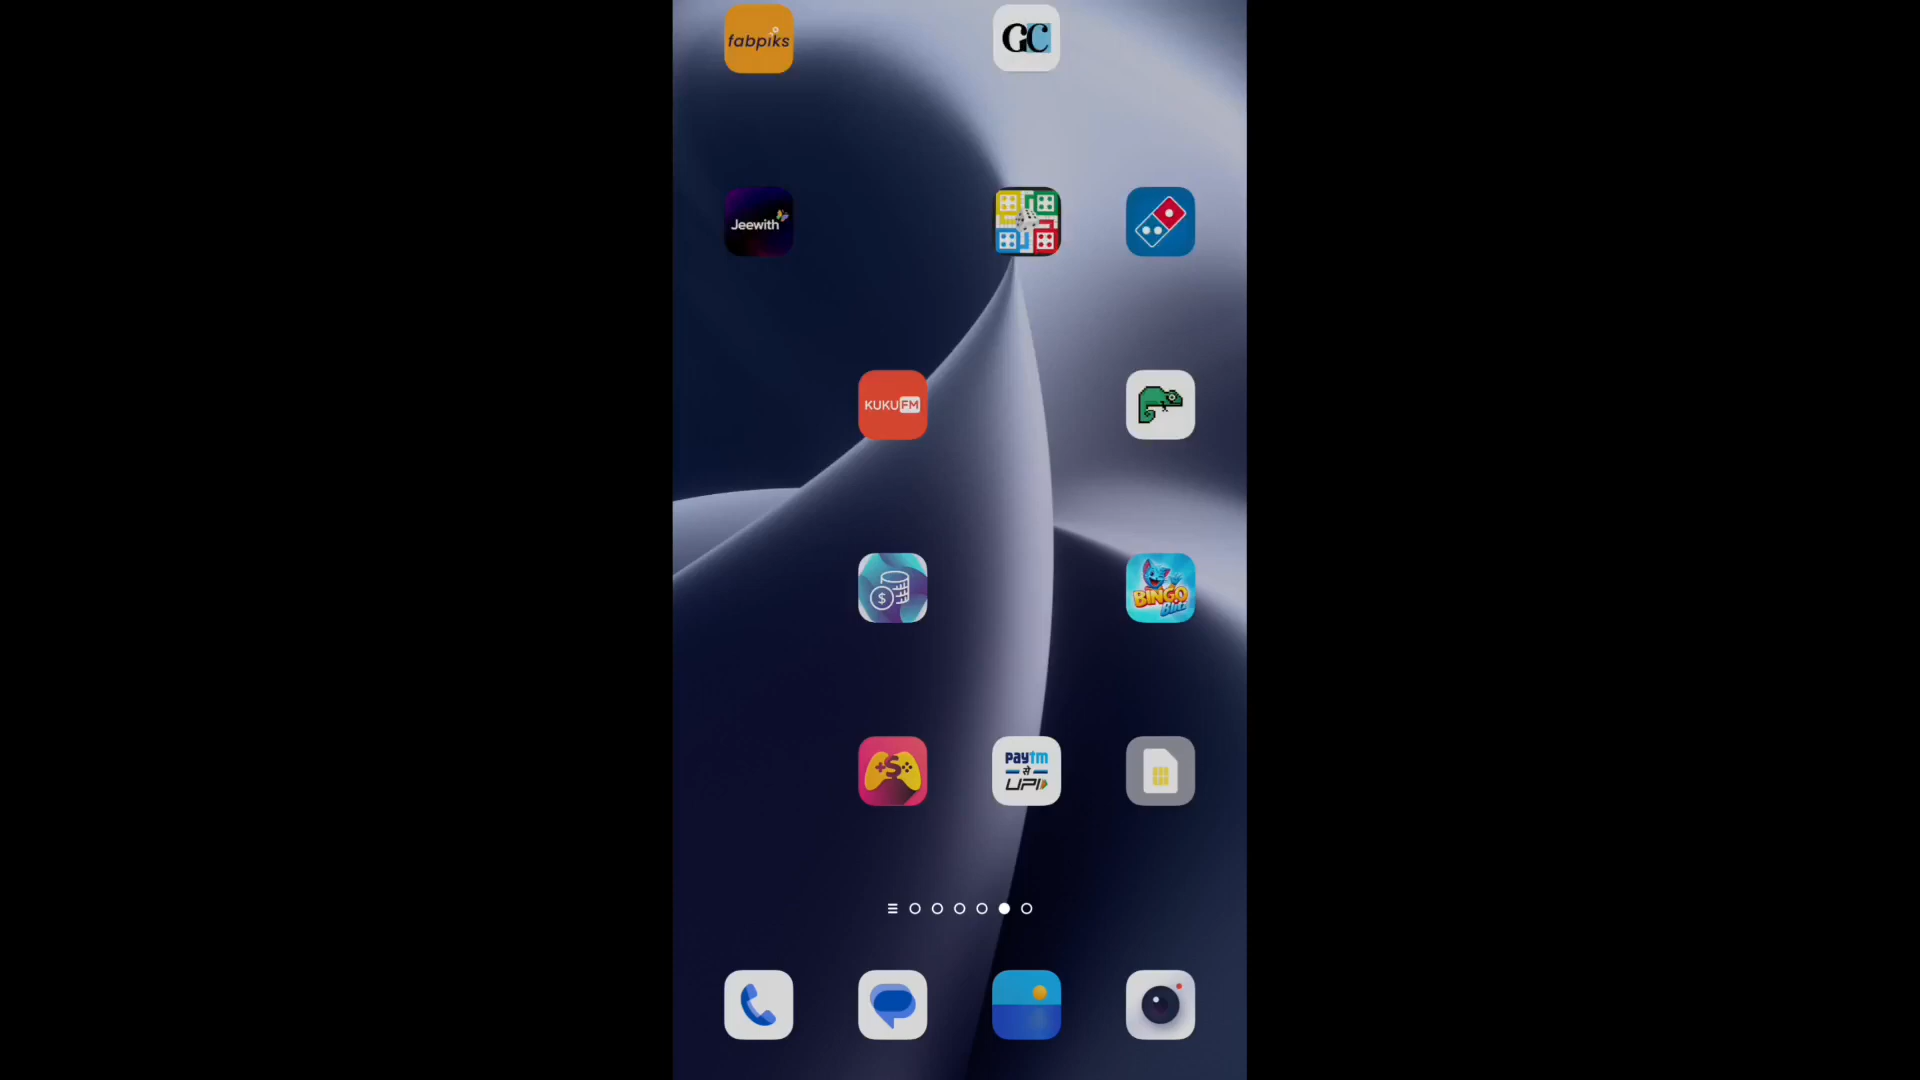 fabpiks
GC
Jeewith
KUKU FM
$
BINGO
Blitz
S
paytm
से
UPI